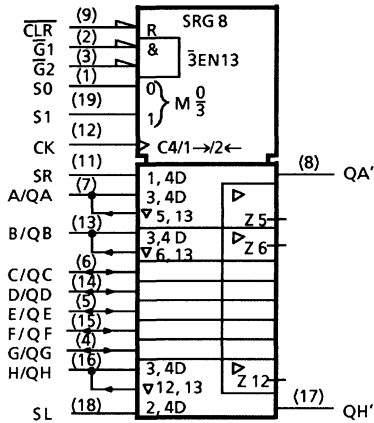 (9) SRG 8
CLR R
(2)
G1 &
(3) 3EN13
G2
(1)
S0 0
(19) M 0/3
S1 1
(12)
CK C4/1→/2←
(11) (8)
SR 1, 4D QA′
(7)
A/QA 3, 4D
▽ 5, 13 Z 5
(13)
B/QB 3,4 D
▽ 6, 13 Z 6
(6)
C/QC
(14)
D/QD
(5)
E/QE
(15)
F/QF
(4)
G/QG
(16)
H/QH 3, 4D
▽12, 13 Z 12
(18) (17)
SL 2, 4D QH′